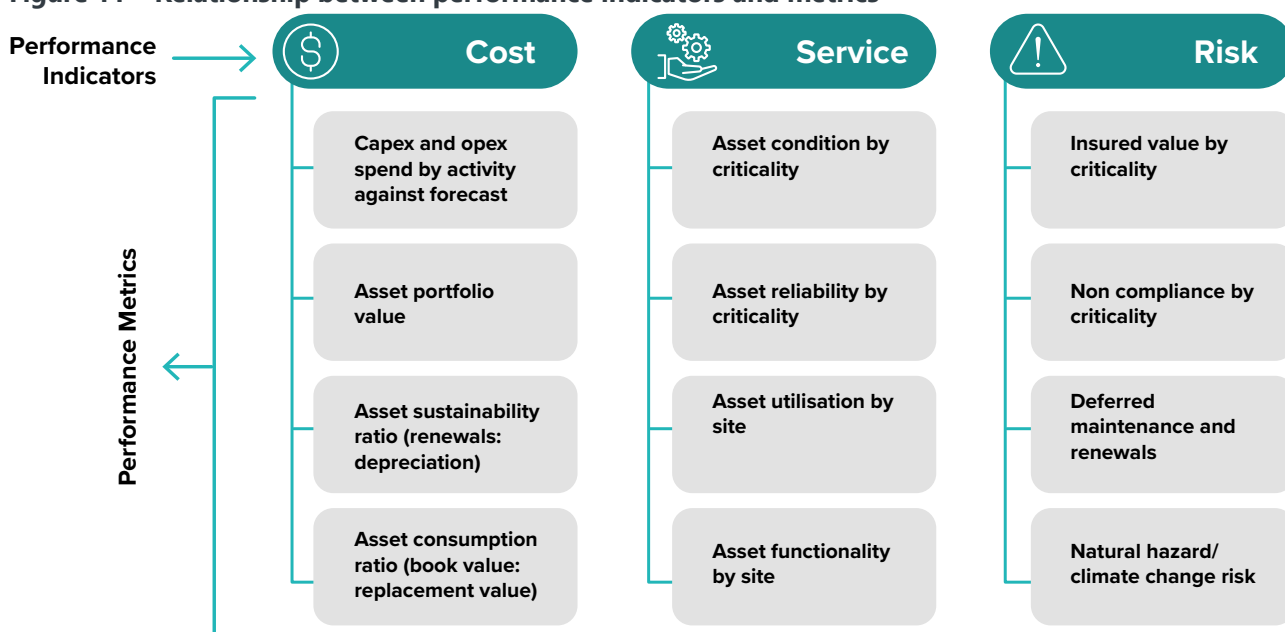 Performance
Indicators
Cost
Service
Risk
Performance Metrics
Capex and opex
spend by activity
against forecast
Asset portfolio
value
Asset sustainability
ratio (renewals:
depreciation)
Asset consumption
ratio (book value:
replacement value)
Asset condition by
criticality
Asset reliability by
criticality
Asset utilisation by
site
Asset functionality
by site
Insured value by
criticality
Non compliance by
criticality
Deferred
maintenance and
renewals
Natural hazard/
climate change risk